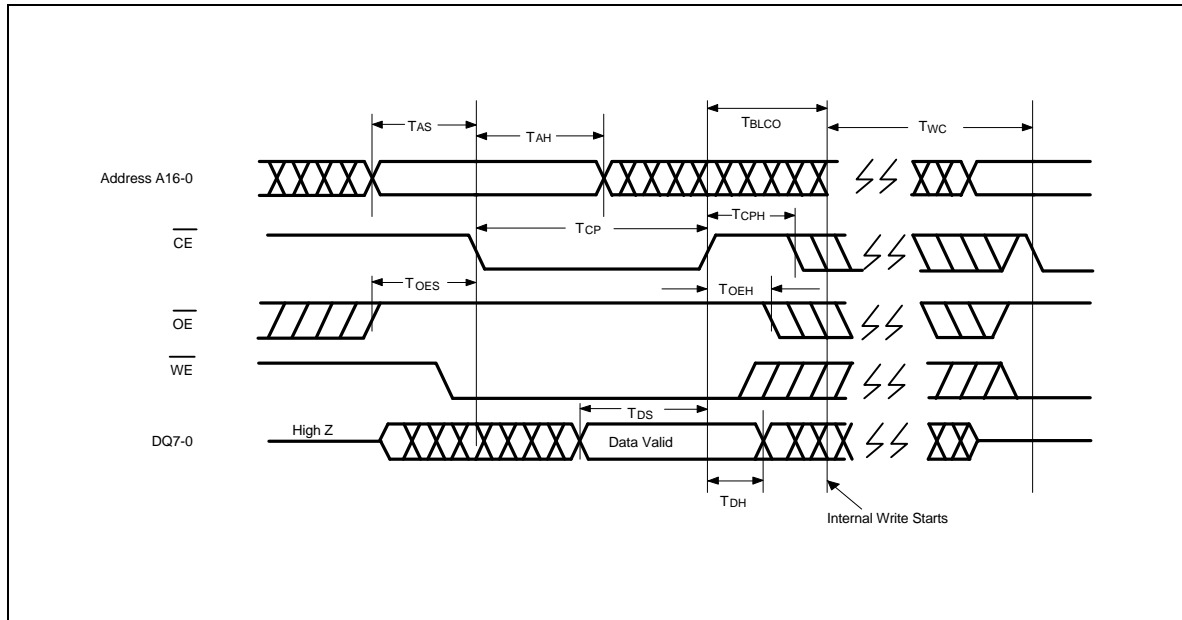 TAS
TAH
TBLCO
TWC
Address A16-0
TCP
TCPH
CE
TOES
TOEH
OE
WE
TDS
DQ7-0
High Z
Data Valid
TDH
Internal Write Starts